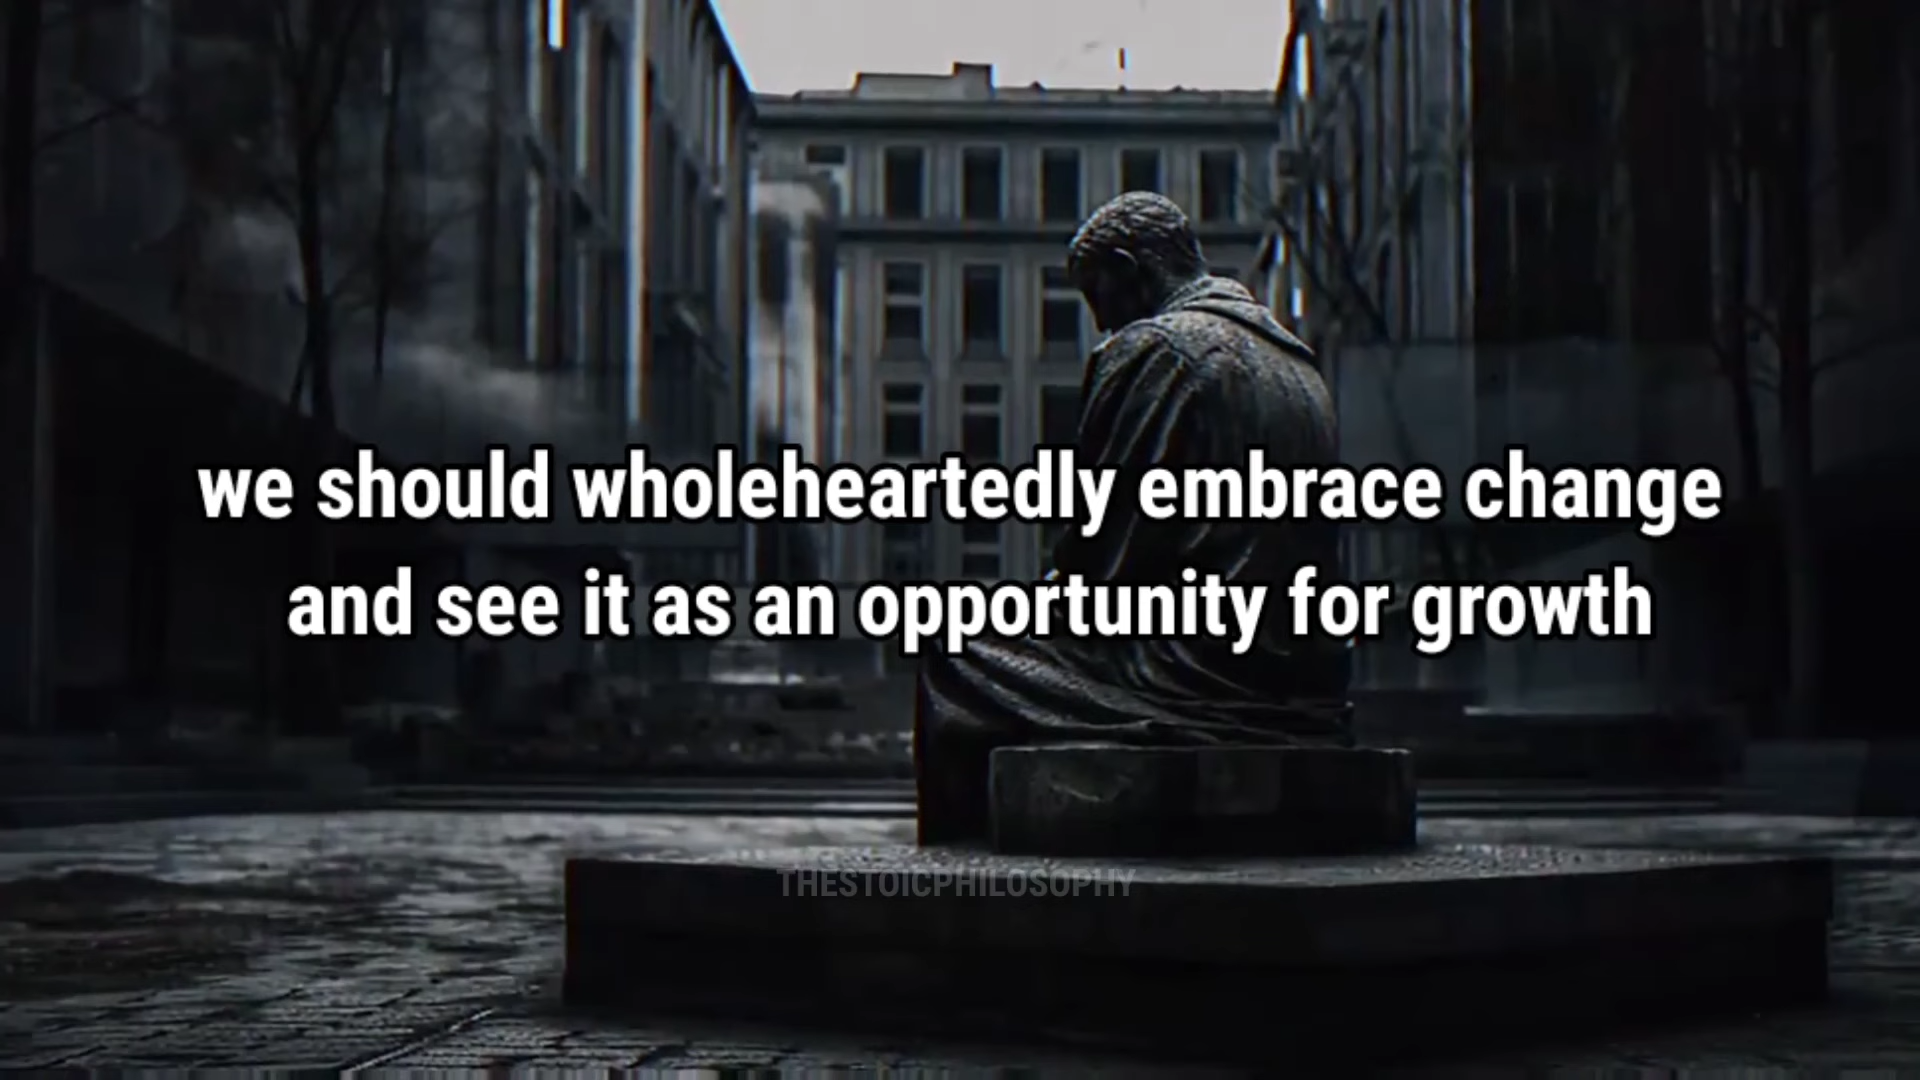 we should wholeheartedly embrace change
and see it as an opportunity for growth
THESTOICPHILOSOPHY